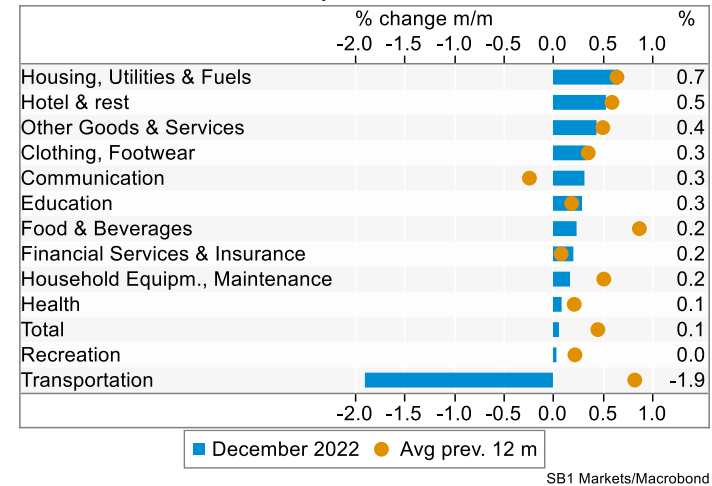 % change m/m %
-2.0 -1.5 -1.0 -0.5 0.0 0.5 1.0
Housing, Utilities & Fuels 0.7
Hotel & rest 0.5
Other Goods & Services 0.4
Clothing, Footwear 0.3
Communication 0.3
Education 0.3
Food & Beverages 0.2
Financial Services & Insurance 0.2
Household Equipm., Maintenance 0.2
Health 0.1
Total 0.1
Recreation 0.0
Transportation -1.9
-2.0 -1.5 -1.0 -0.5 0.0 0.5 1.0
December 2022 Avg prev. 12 m
SB1 Markets/Macrobond